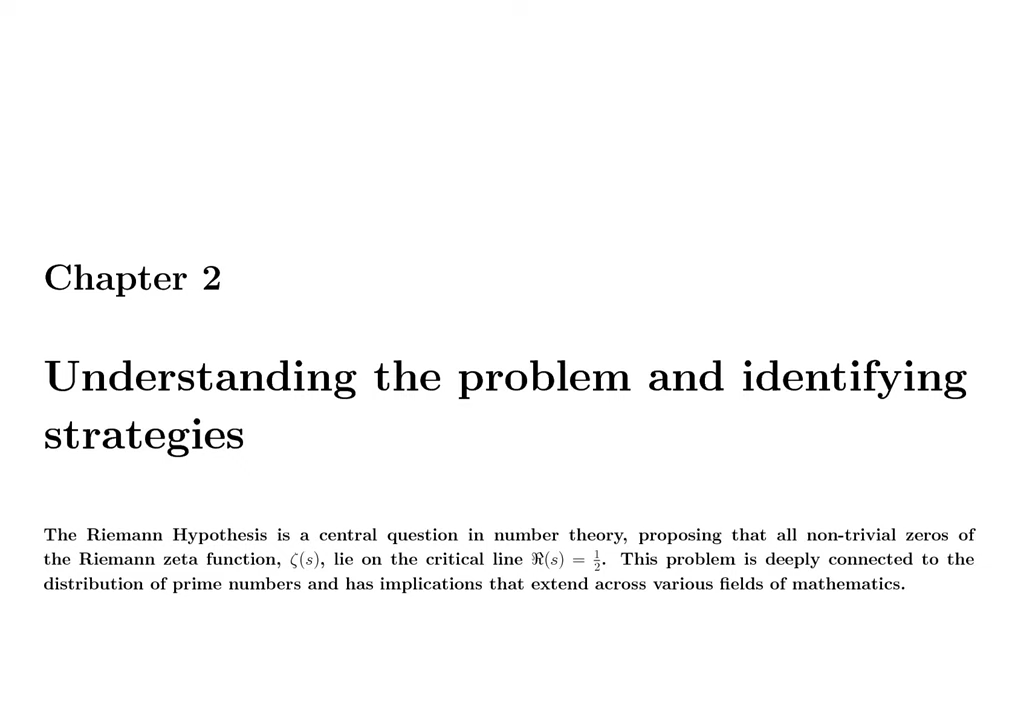 Chapter 2
Understanding the problem and identifying
strategies
The Riemann Hypothesis is a central question in number theory, proposing that all non-trivial zeros of
the Riemann zeta function, ζ(s), lie on the critical line ℜ(s) = 1/2. This problem is deeply connected to the
distribution of prime numbers and has implications that extend across various fields of mathematics.